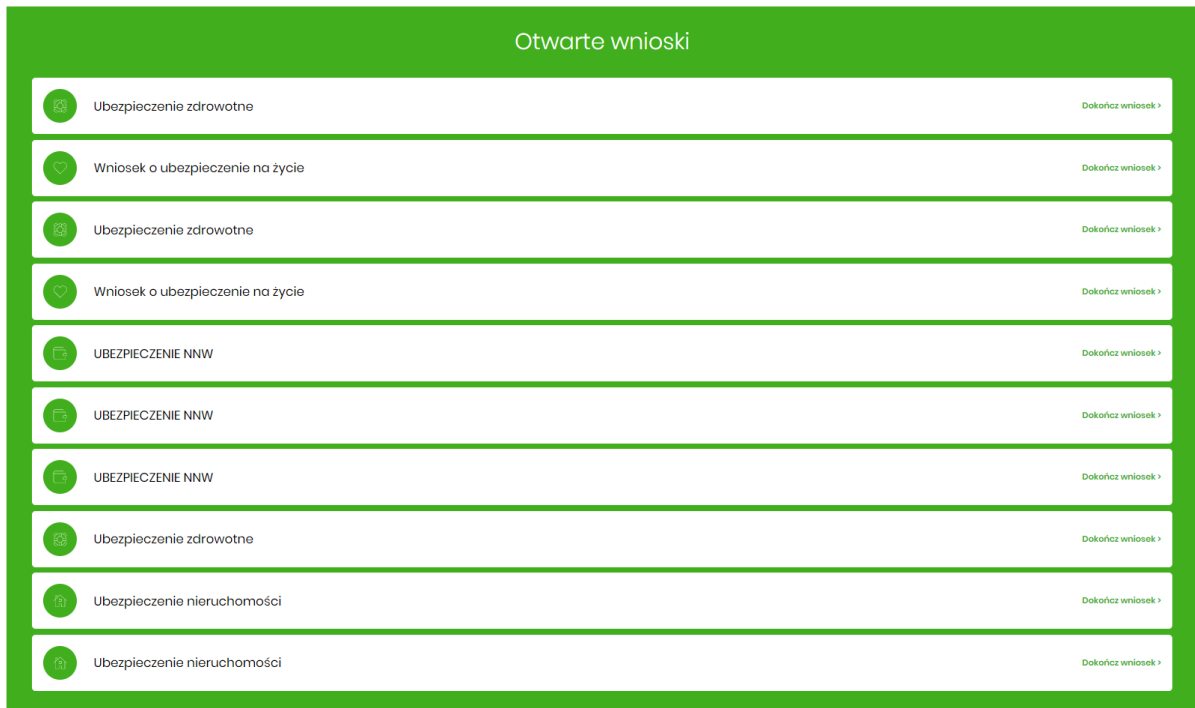 Otwarte wnioski
Ubezpieczenie zdrowotne Dokończ wniosek >
Wniosek o ubezpieczenie na życie Dokończ wniosek >
Ubezpieczenie zdrowotne Dokończ wniosek >
Wniosek o ubezpieczenie na życie Dokończ wniosek >
UBEZPIECZENIE NNW Dokończ wniosek >
UBEZPIECZENIE NNW Dokończ wniosek >
UBEZPIECZENIE NNW Dokończ wniosek >
Ubezpieczenie zdrowotne Dokończ wniosek >
Ubezpieczenie nieruchomości Dokończ wniosek >
Ubezpieczenie nieruchomości Dokończ wniosek >